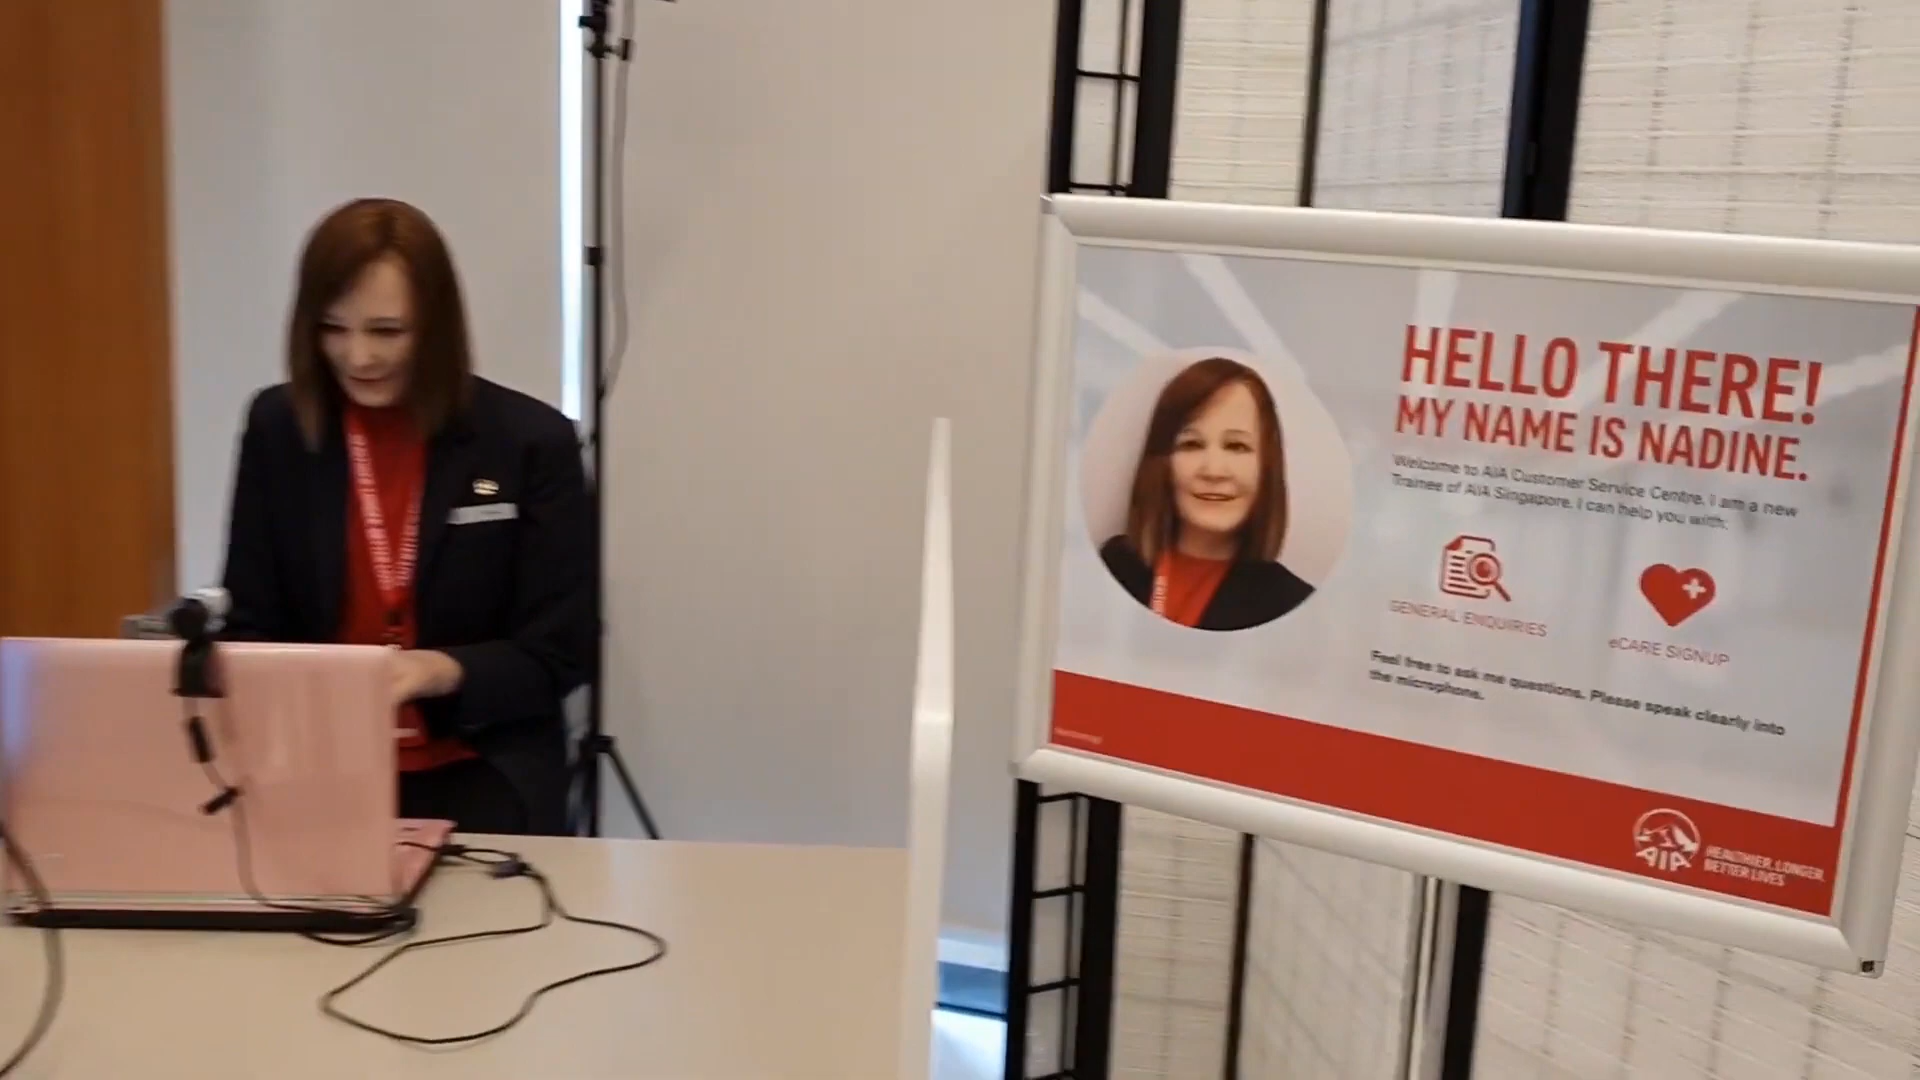 HELLO THERE!
MY NAME IS NADINE.
Welcome to AIA Customer Service Centre. I am a new
Trainee of AIA Singapore. I can help you with:
GENERAL ENQUIRIES
eCARE SIGNUP
Feel free to ask me questions. Please speak clearly into
the microphone.
AIA
HEALTHIER, LONGER,
BETTER LIVES